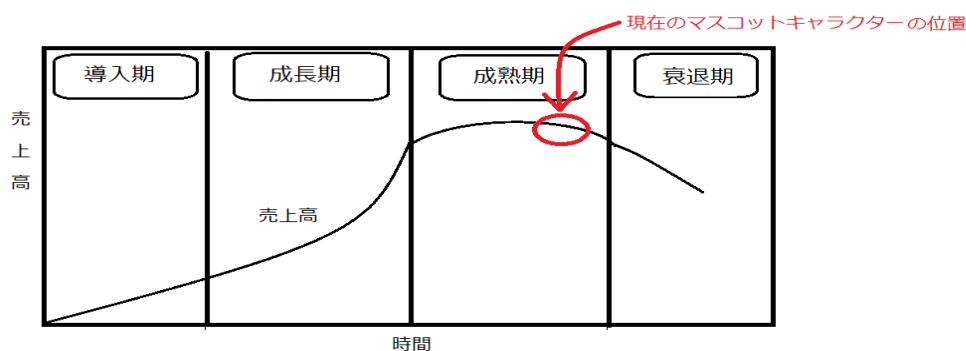 現在のマスコットキャラクターの位置
導入期
成長期
成熟期
衰退期
売上高
売上高
時間